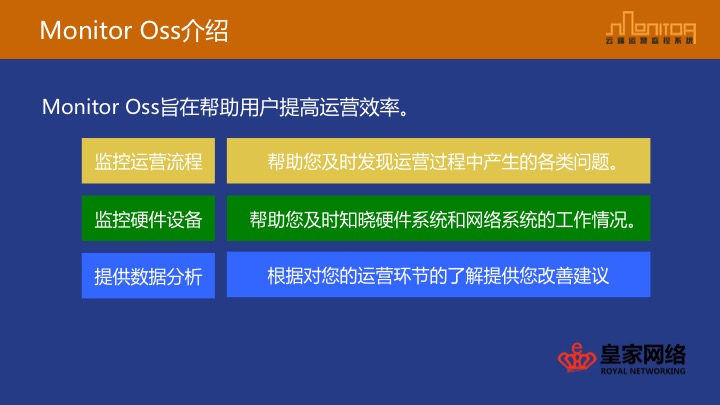 Monitor Oss介绍
Monitor
云端运营监控系统
Monitor Oss旨在帮助用户提高运营效率。
监控运营流程 帮助您及时发现运营过程中产生的各类问题。
监控硬件设备 帮助您及时知晓硬件系统和网络系统的工作情况。
提供数据分析 根据对您的运营环节的了解提供您改善建议
e
皇家网络
ROYAL NETWORKING